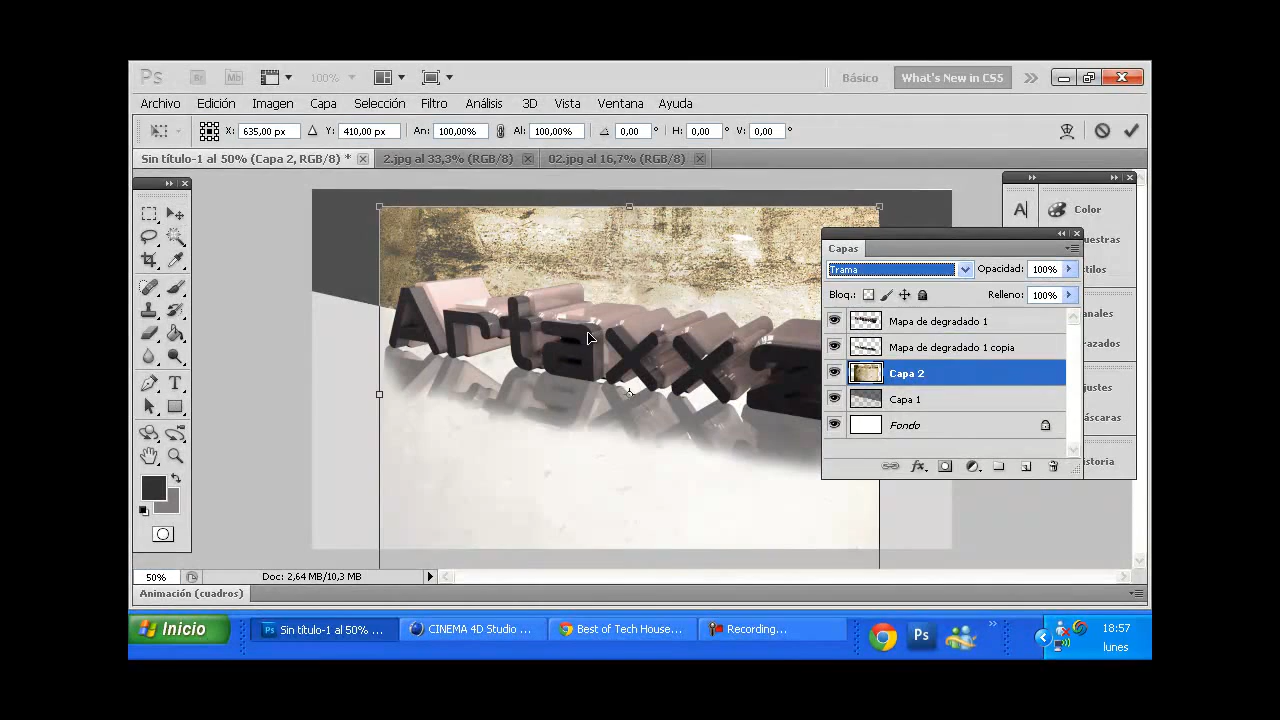 Ps Br Mb 100% Básico What's New in CS5
Archivo Edición Imagen Capa Selección Filtro Análisis 3D Vista Ventana Ayuda
X: 635,00 px Y: 410,00 px An: 100,00% Al: 100,00% 0,00 ° H: 0,00 ° V: 0,00 °
Sin título-1 al 50% (Capa 2, RGB/8) * 2.jpg al 33,3% (RGB/8) 02.jpg al 16,7% (RGB/8)
A Color
uestras
Capas
Trama Opacidad: 100% tilos
Bloq.: Relleno: 100%
Mapa de degradado 1 anales
Mapa de degradado 1 copia razados
Capa 2
ustes
Capa 1
áscaras
Fondo
fx istoria
Artaxx
T
50% Doc: 2,64 MB/10,3 MB
Animación (cuadros)
Inicio Ps Sin título-1 al 50% ... CINEMA 4D Studio ... Best of Tech House... Recording... Ps 18:57
lunes